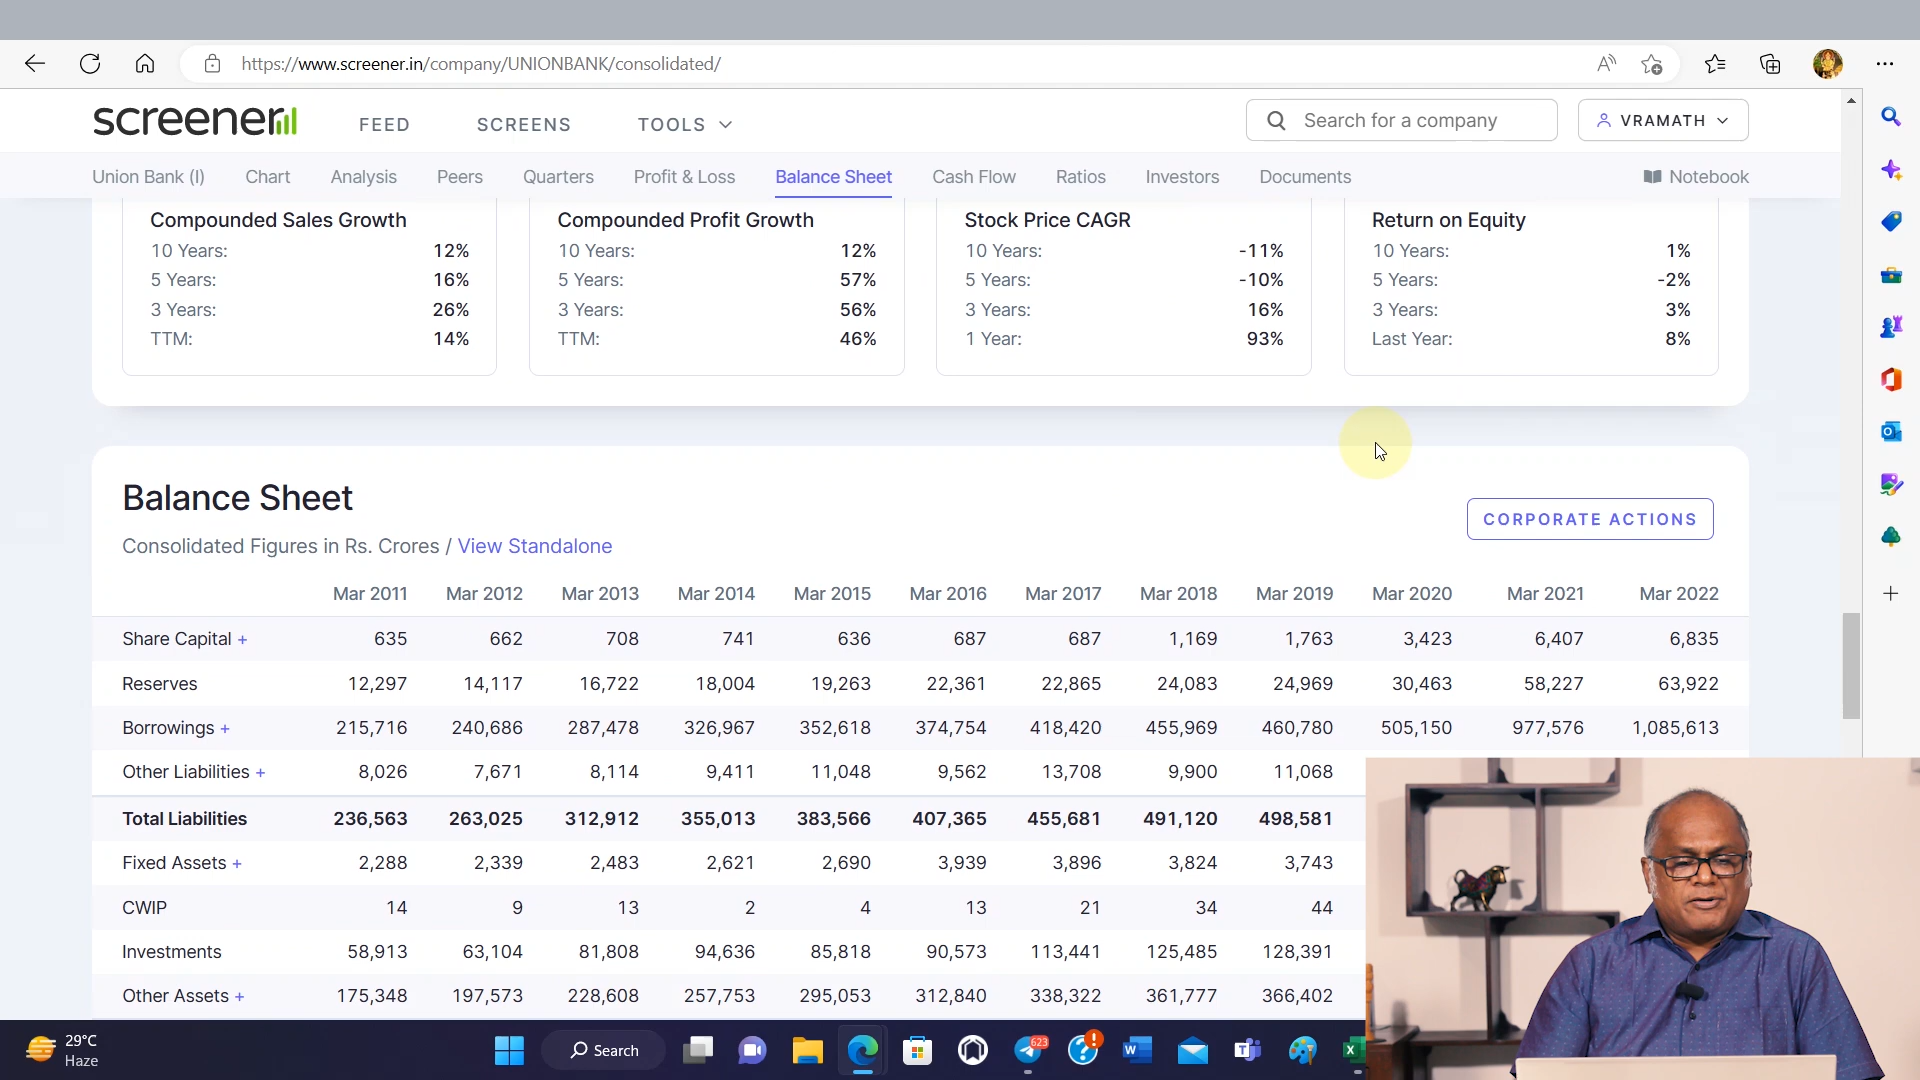 https://www.screener.in/company/UNIONBANK/consolidated/
screener FEED SCREENS TOOLS Search for a company VRAMATH
Union Bank (I) Chart Analysis Peers Quarters Profit & Loss Balance Sheet Cash Flow Ratios Investors Documents Notebook
Compounded Sales Growth Compounded Profit Growth Stock Price CAGR Return on Equity
10 Years: 12% 10 Years: 12% 10 Years: -11% 10 Years: 1%
5 Years: 16% 5 Years: 57% 5 Years: -10% 5 Years: -2%
3 Years: 26% 3 Years: 56% 3 Years: 16% 3 Years: 3%
TTM: 14% TTM: 46% 1 Year: 93% Last Year: 8%
Balance Sheet
CORPORATE ACTIONS
Consolidated Figures in Rs. Crores / View Standalone
Mar 2011 Mar 2012 Mar 2013 Mar 2014 Mar 2015 Mar 2016 Mar 2017 Mar 2018 Mar 2019 Mar 2020 Mar 2021 Mar 2022
Share Capital + 635 662 708 741 636 687 687 1,169 1,763 3,423 6,407 6,835
Reserves 12,297 14,117 16,722 18,004 19,263 22,361 22,865 24,083 24,969 30,463 58,227 63,922
Borrowings + 215,716 240,686 287,478 326,967 352,618 374,754 418,420 455,969 460,780 505,150 977,576 1,085,613
Other Liabilities + 8,026 7,671 8,114 9,411 11,048 9,562 13,708 9,900 11,068
Total Liabilities 236,563 263,025 312,912 355,013 383,566 407,365 455,681 491,120 498,581
Fixed Assets + 2,288 2,339 2,483 2,621 2,690 3,939 3,896 3,824 3,743
CWIP 14 9 13 2 4 13 21 34 44
Investments 58,913 63,104 81,808 94,636 85,818 90,573 113,441 125,485 128,391
Other Assets + 175,348 197,573 228,608 257,753 295,053 312,840 338,322 361,777 366,402
29°C
Haze
Search
623